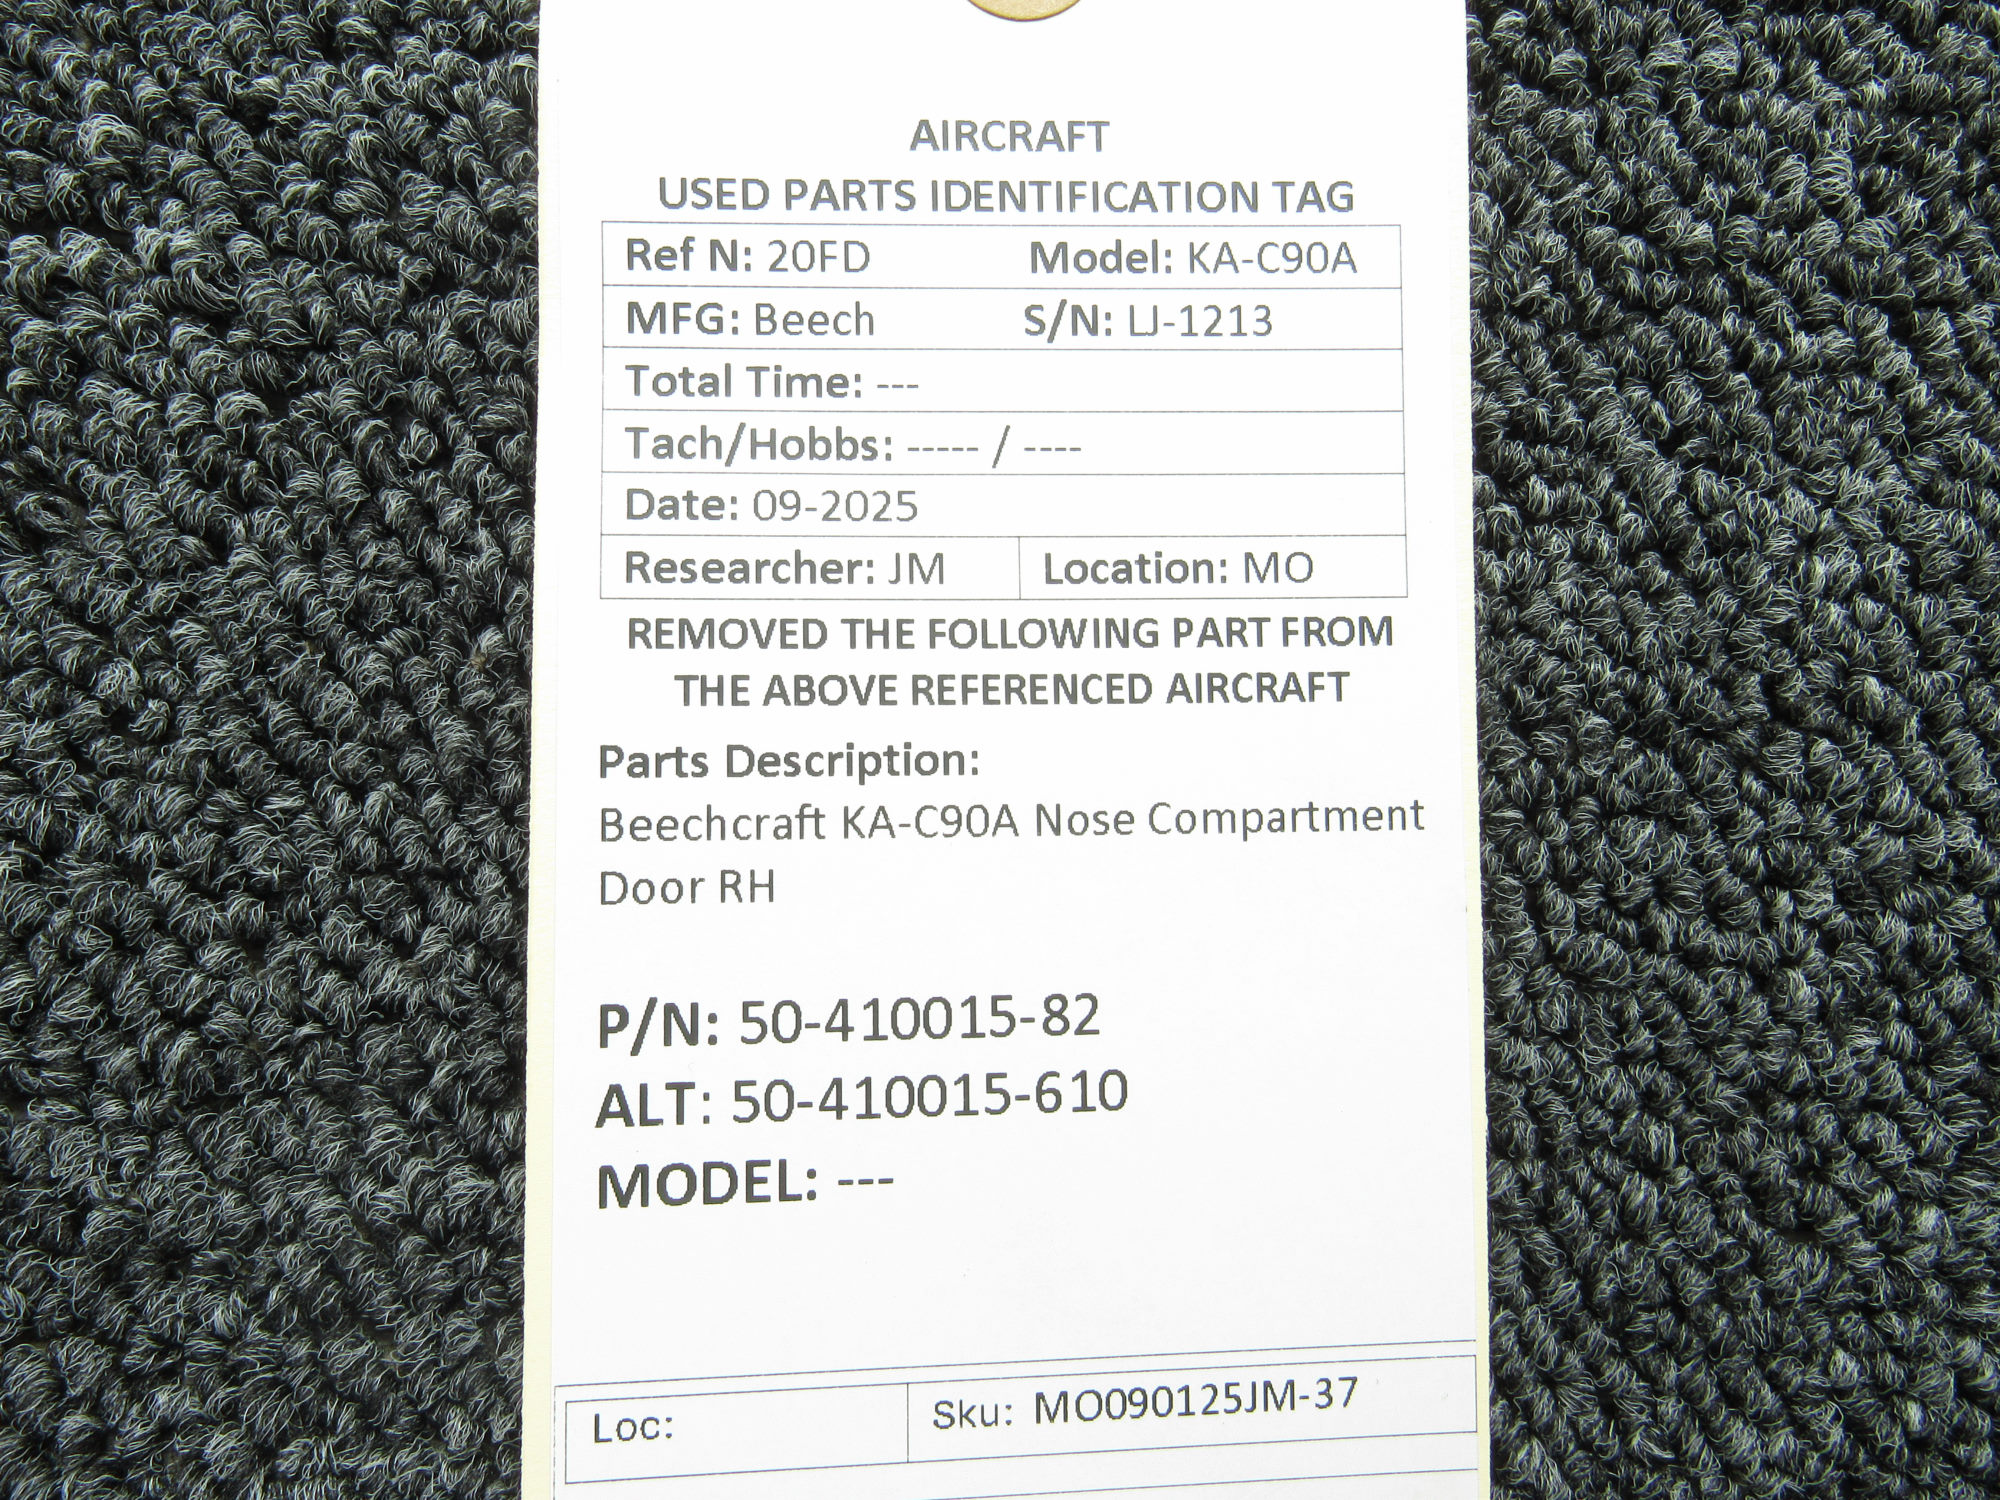 AIRCRAFT
USED PARTS IDENTIFICATION TAG
Ref N: 20FD Model: KA-C90A
MFG: Beech S/N: LJ-1213
Total Time: ---
Tach/Hobbs: ----- / ----
Date: 09-2025
Researcher: JM Location: MO
REMOVED THE FOLLOWING PART FROM
THE ABOVE REFERENCED AIRCRAFT
Parts Description:
Beechcraft KA-C90A Nose Compartment
Door RH
P/N: 50-410015-82
ALT: 50-410015-610
MODEL: ---
Loc: Sku: MO090125JM-37